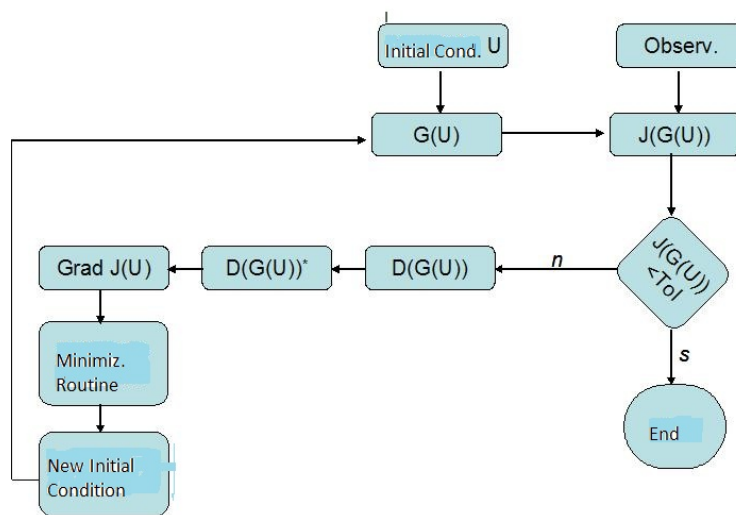 Initial Cond. U
Observ.
G(U)
J(G(U))
J(G(U))
<Tol
n
D(G(U))
D(G(U))*
Grad J(U)
Minimiz.
Routine
s
End
New Initial
Condition